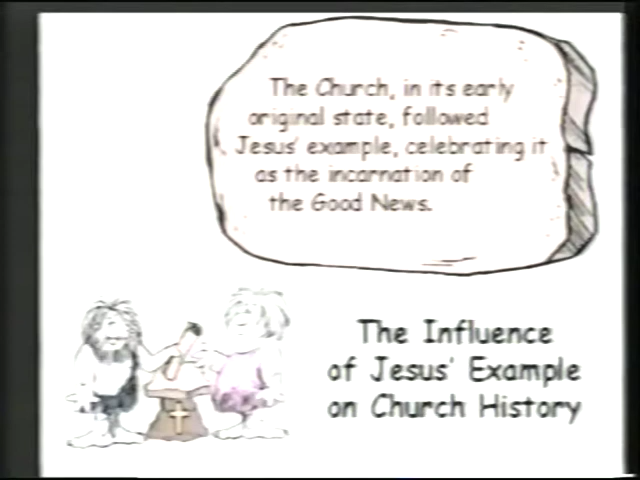 The Church, in its early
original state, followed
Jesus' example, celebrating it
as the incarnation of
the Good News.
The Influence
of Jesus' Example
on Church History